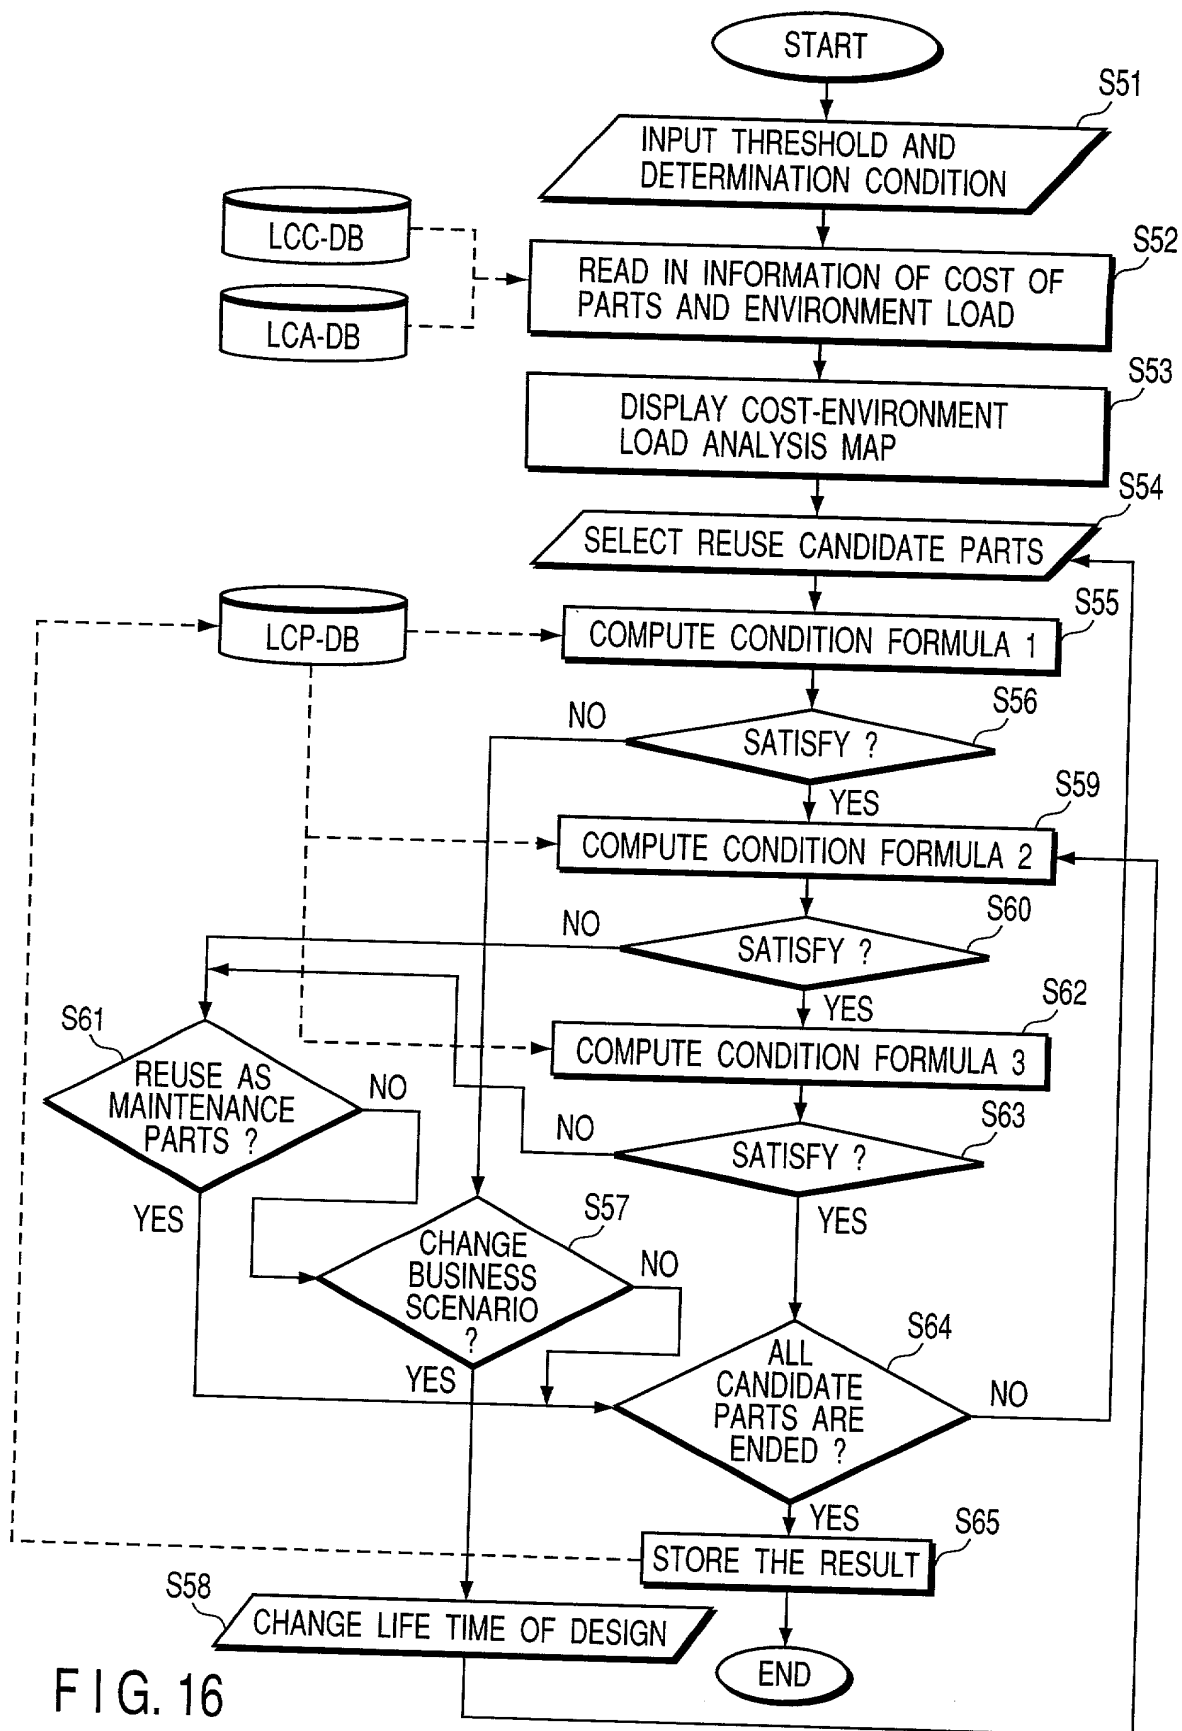 START
S51
INPUT THRESHOLD AND
DETERMINATION CONDITION
LCC-DB
S52
READ IN INFORMATION OF COST OF
PARTS AND ENVIRONMENT LOAD
LCA-DB
S53
DISPLAY COST-ENVIRONMENT
LOAD ANALYSIS MAP
S54
SELECT REUSE CANDIDATE PARTS
S55
LCP-DB
COMPUTE CONDITION FORMULA 1
S56
NO
SATISFY ?
YES
S59
COMPUTE CONDITION FORMULA 2
S60
NO
SATISFY ?
YES
S62
COMPUTE CONDITION FORMULA 3
S61
REUSE AS
MAINTENANCE
PARTS ?
NO
YES
S63
NO
SATISFY ?
YES
S57
CHANGE
BUSINESS
SCENARIO
?
NO
YES
S64
ALL
CANDIDATE
PARTS ARE
ENDED ?
NO
YES
S65
STORE THE RESULT
S58
CHANGE LIFE TIME OF DESIGN
END
FIG. 16